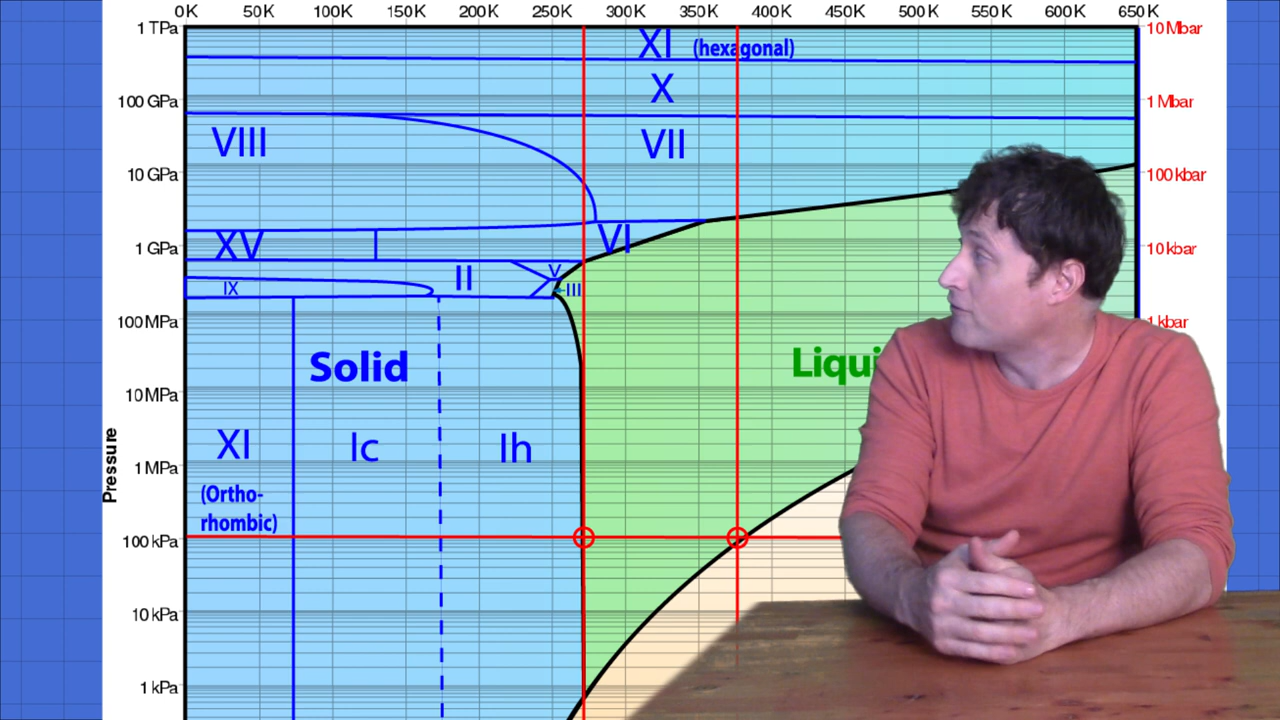 0K 50K 100K 150K 200K 250K 300K 350K 400K 450K 500K 550K 600K 650K
1 TPa
10 Mbar
XI (hexagonal)
X
100 GPa
1 Mbar
VIII
VII
10 GPa
100 kbar
XV
I
VI
1 GPa
10 kbar
V
II
IX
III
100 MPa
1 kbar
Solid
Liqui
10 MPa
XI
Ic
Ih
Pressure
1 MPa
(Ortho-
rhombic)
100 kPa
10 kPa
1 kPa